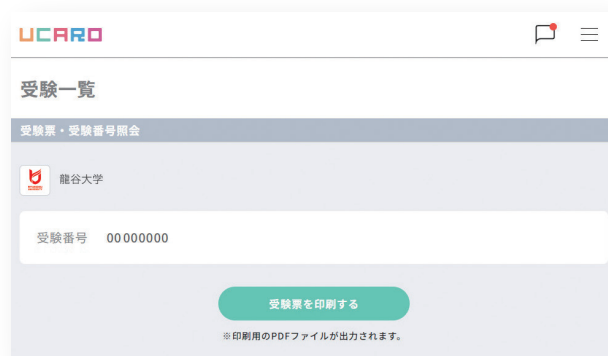 UCARO
受験一覧
受験票・受験番号照会
龍谷大学
受験番号 00000000
受験票を印刷する
※印刷用のPDFファイルが出力されます。